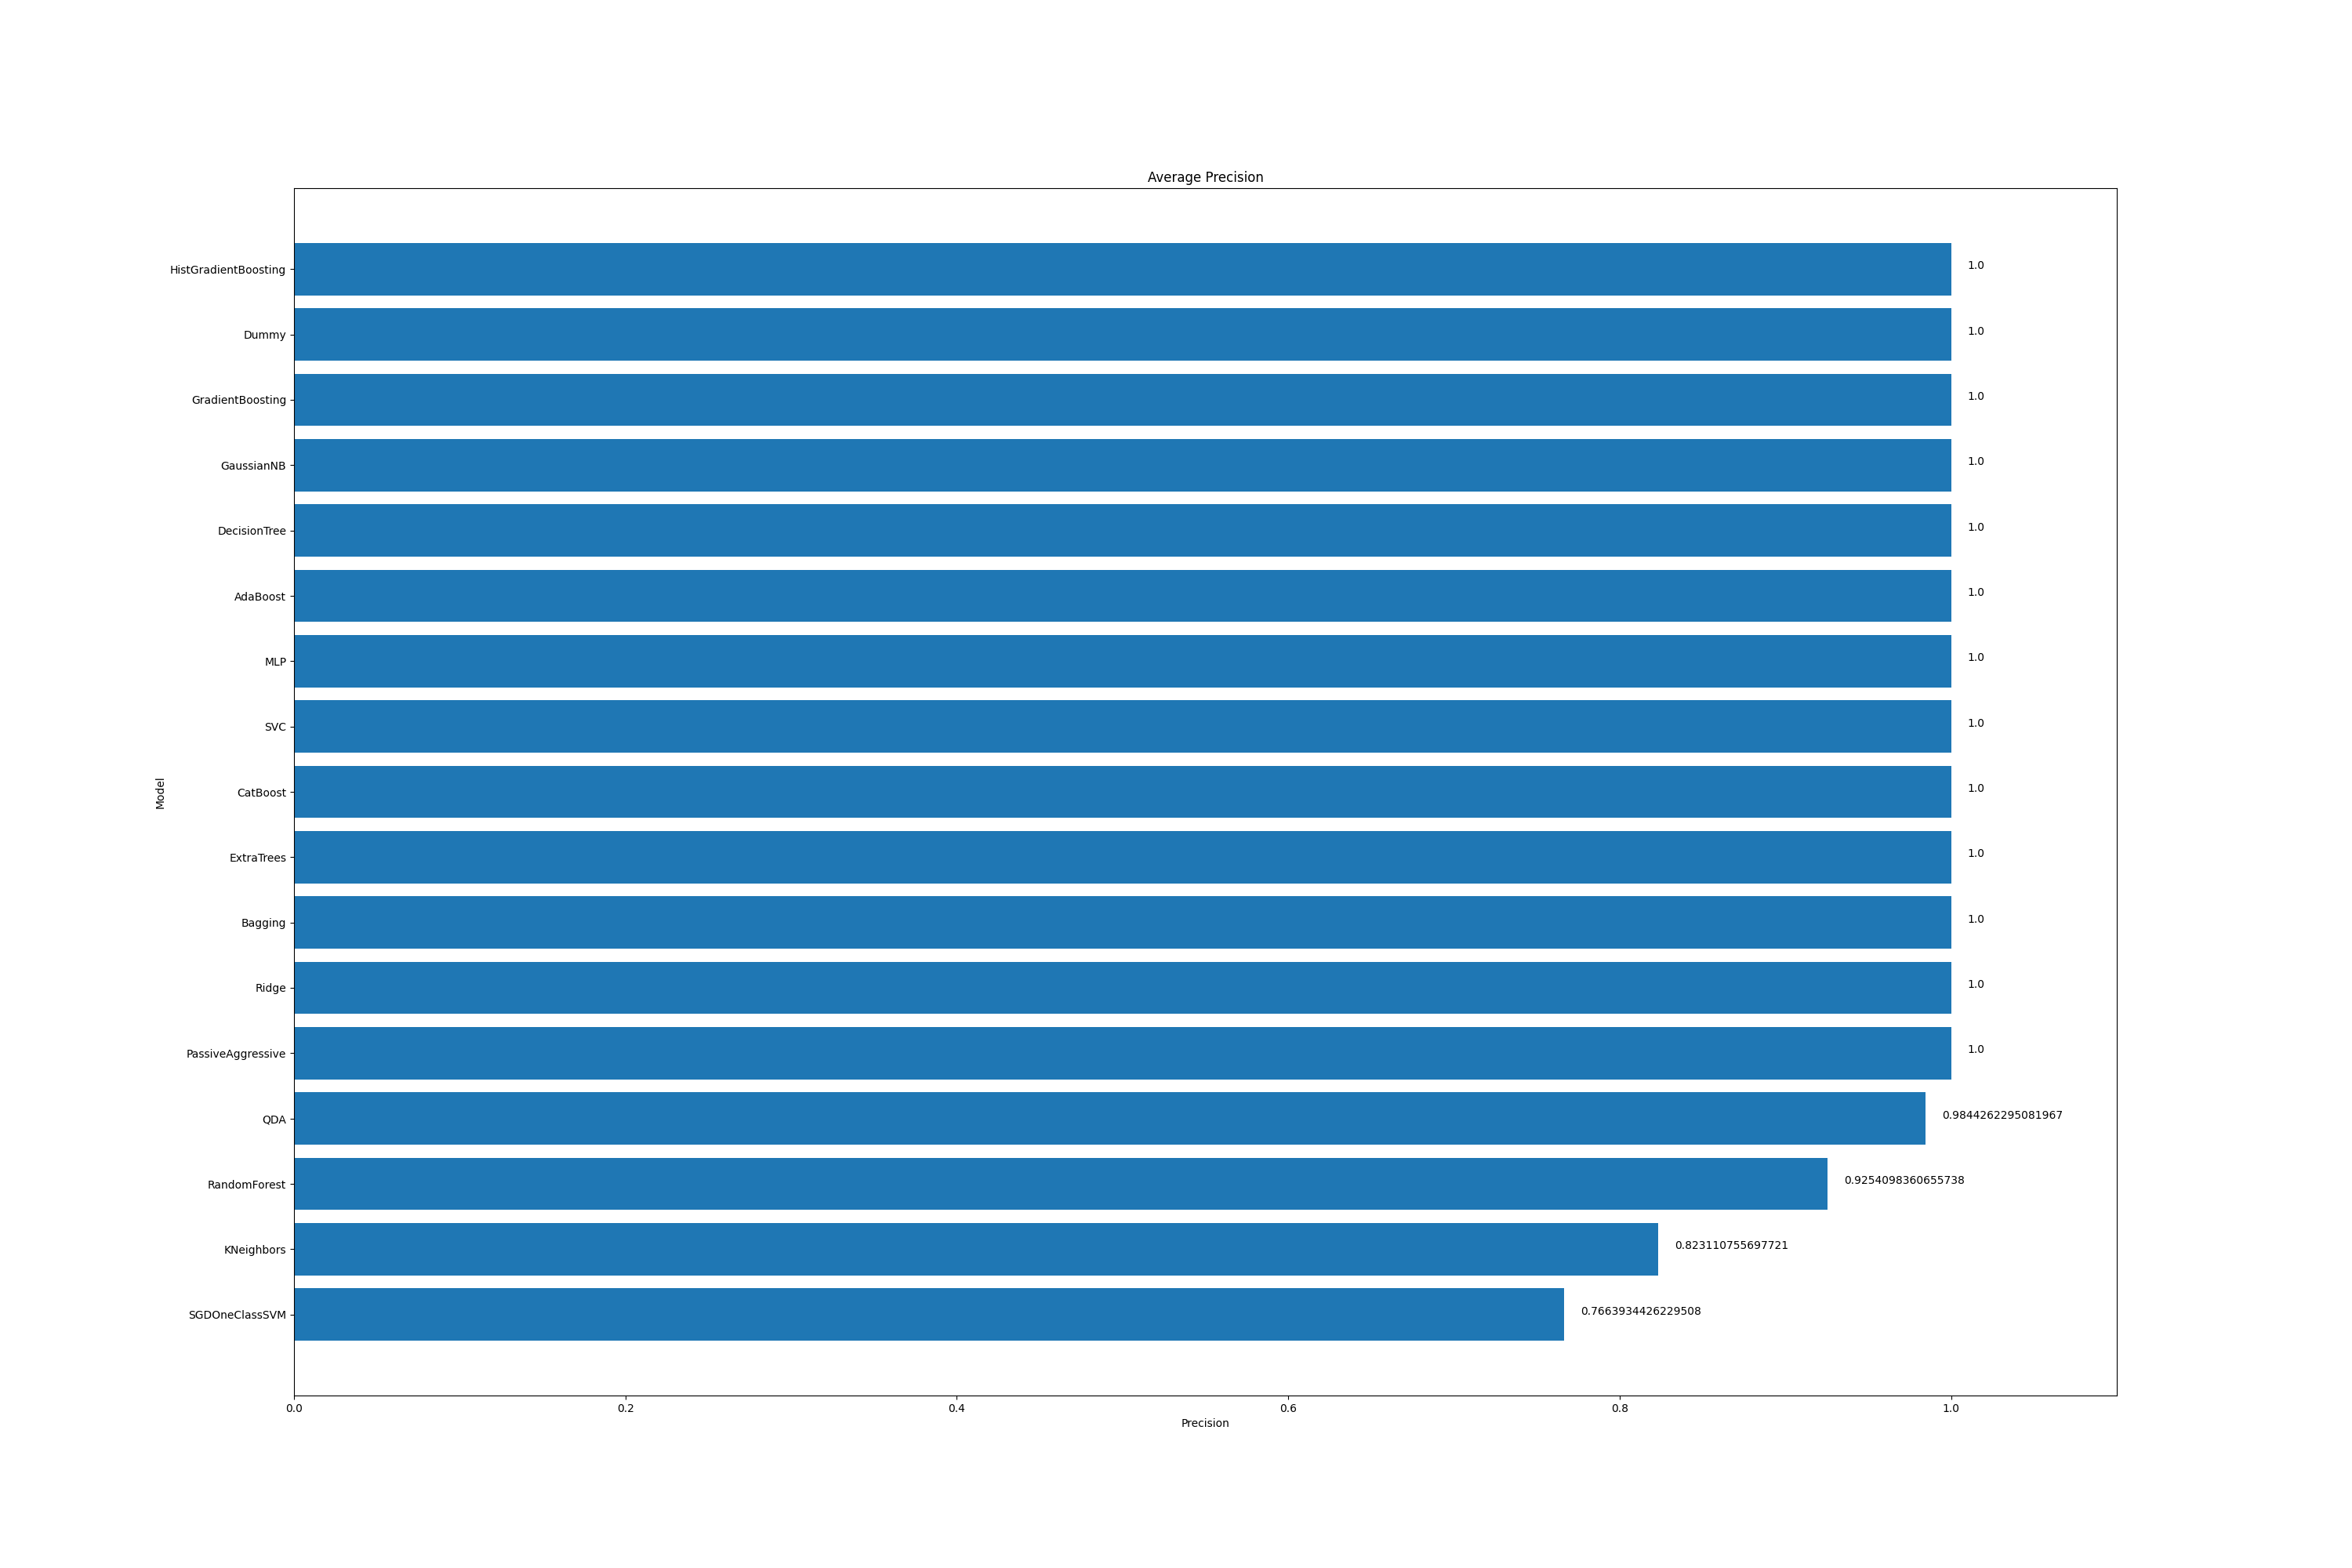 Average Precision
HistGradientBoosting 1.0
Dummy 1.0
GradientBoosting 1.0
GaussianNB 1.0
DecisionTree 1.0
AdaBoost 1.0
MLP 1.0
SVC 1.0
Model
CatBoost 1.0
ExtraTrees 1.0
Bagging 1.0
Ridge 1.0
PassiveAggressive 1.0
QDA 0.9844262295081967
RandomForest 0.9254098360655738
KNeighbors 0.823110755697721
SGDOneClassSVM 0.7663934426229508
0.0 0.2 0.4 0.6 0.8 1.0
Precision